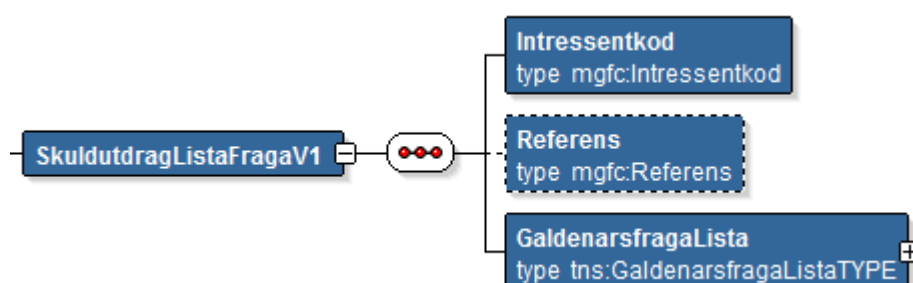 Intressentkod
type mgfc:Intressentkod
SkuldutdragListaFragaV1
Referens
type mgfc:Referens
GaldenarsfragaLista
type tns:GaldenarsfragaListaTYPE